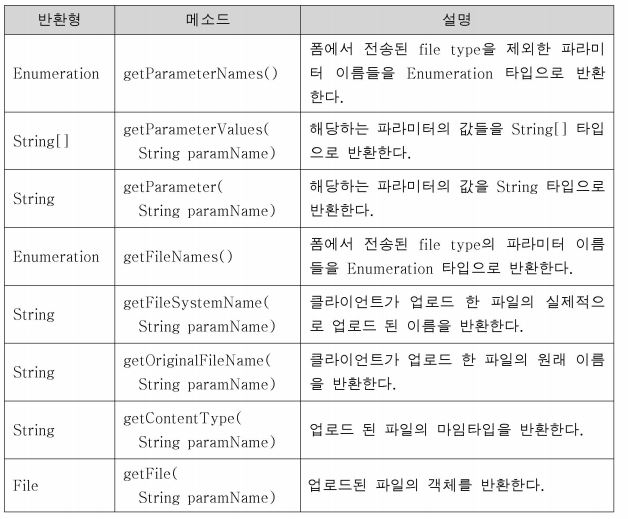 반환형 메소드 설명
Enumeration getParameterNames() 폼에서 전송된 file type을 제외한 파라미
터 이름들을 Enumeration 타입으로 반환
한다.
String[] getParameterValues( 해당하는 파라미터의 값들을 String[] 타입
String paramName) 으로 반환한다.
String getParameter( 해당하는 파라미터의 값을 String 타입으로
String paramName) 반환한다.
Enumeration getFileNames() 폼에서 전송된 file type의 파라미터 이름
들을 Enumeration 타입으로 반환한다.
String getFileSystemName( 클라이언트가 업로드 한 파일의 실제적으
String paramName) 로 업로드 된 이름을 반환한다.
String getOriginalFileName( 클라이언트가 업로드 한 파일의 원래 이름
String paramName) 을 반환한다.
String getContentType( 업로드 된 파일의 마임타입을 반환한다.
String paramName)
File getFile( 업로드된 파일의 객체를 반환한다.
String paramName)